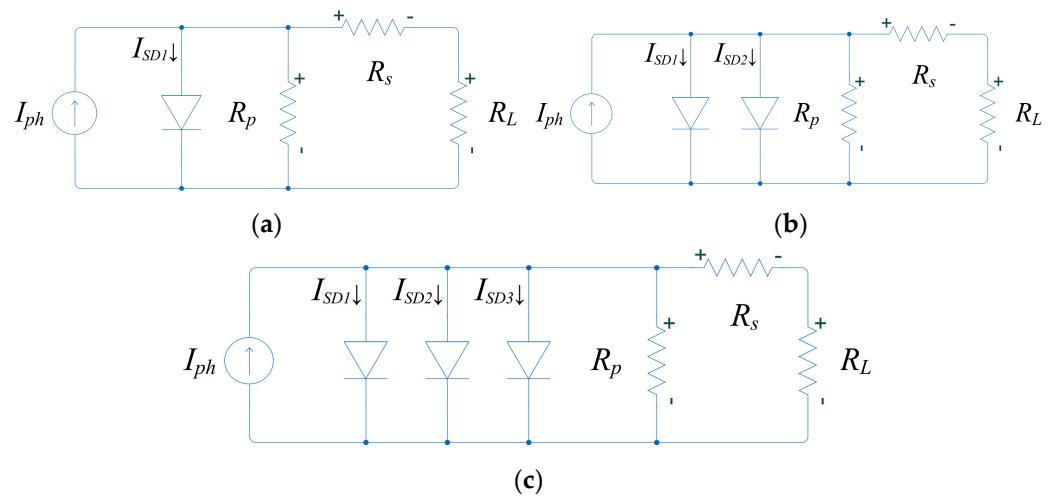 I_SD1↓
+ -
R_s
I_ph
R_p
+
-
+
-
R_L
(a)
I_SD1↓
I_SD2↓
+ -
R_s
I_ph
R_p
+
-
+
-
R_L
(b)
I_SD1↓
I_SD2↓
I_SD3↓
+ -
R_s
I_ph
R_p
+
-
+
-
R_L
(c)